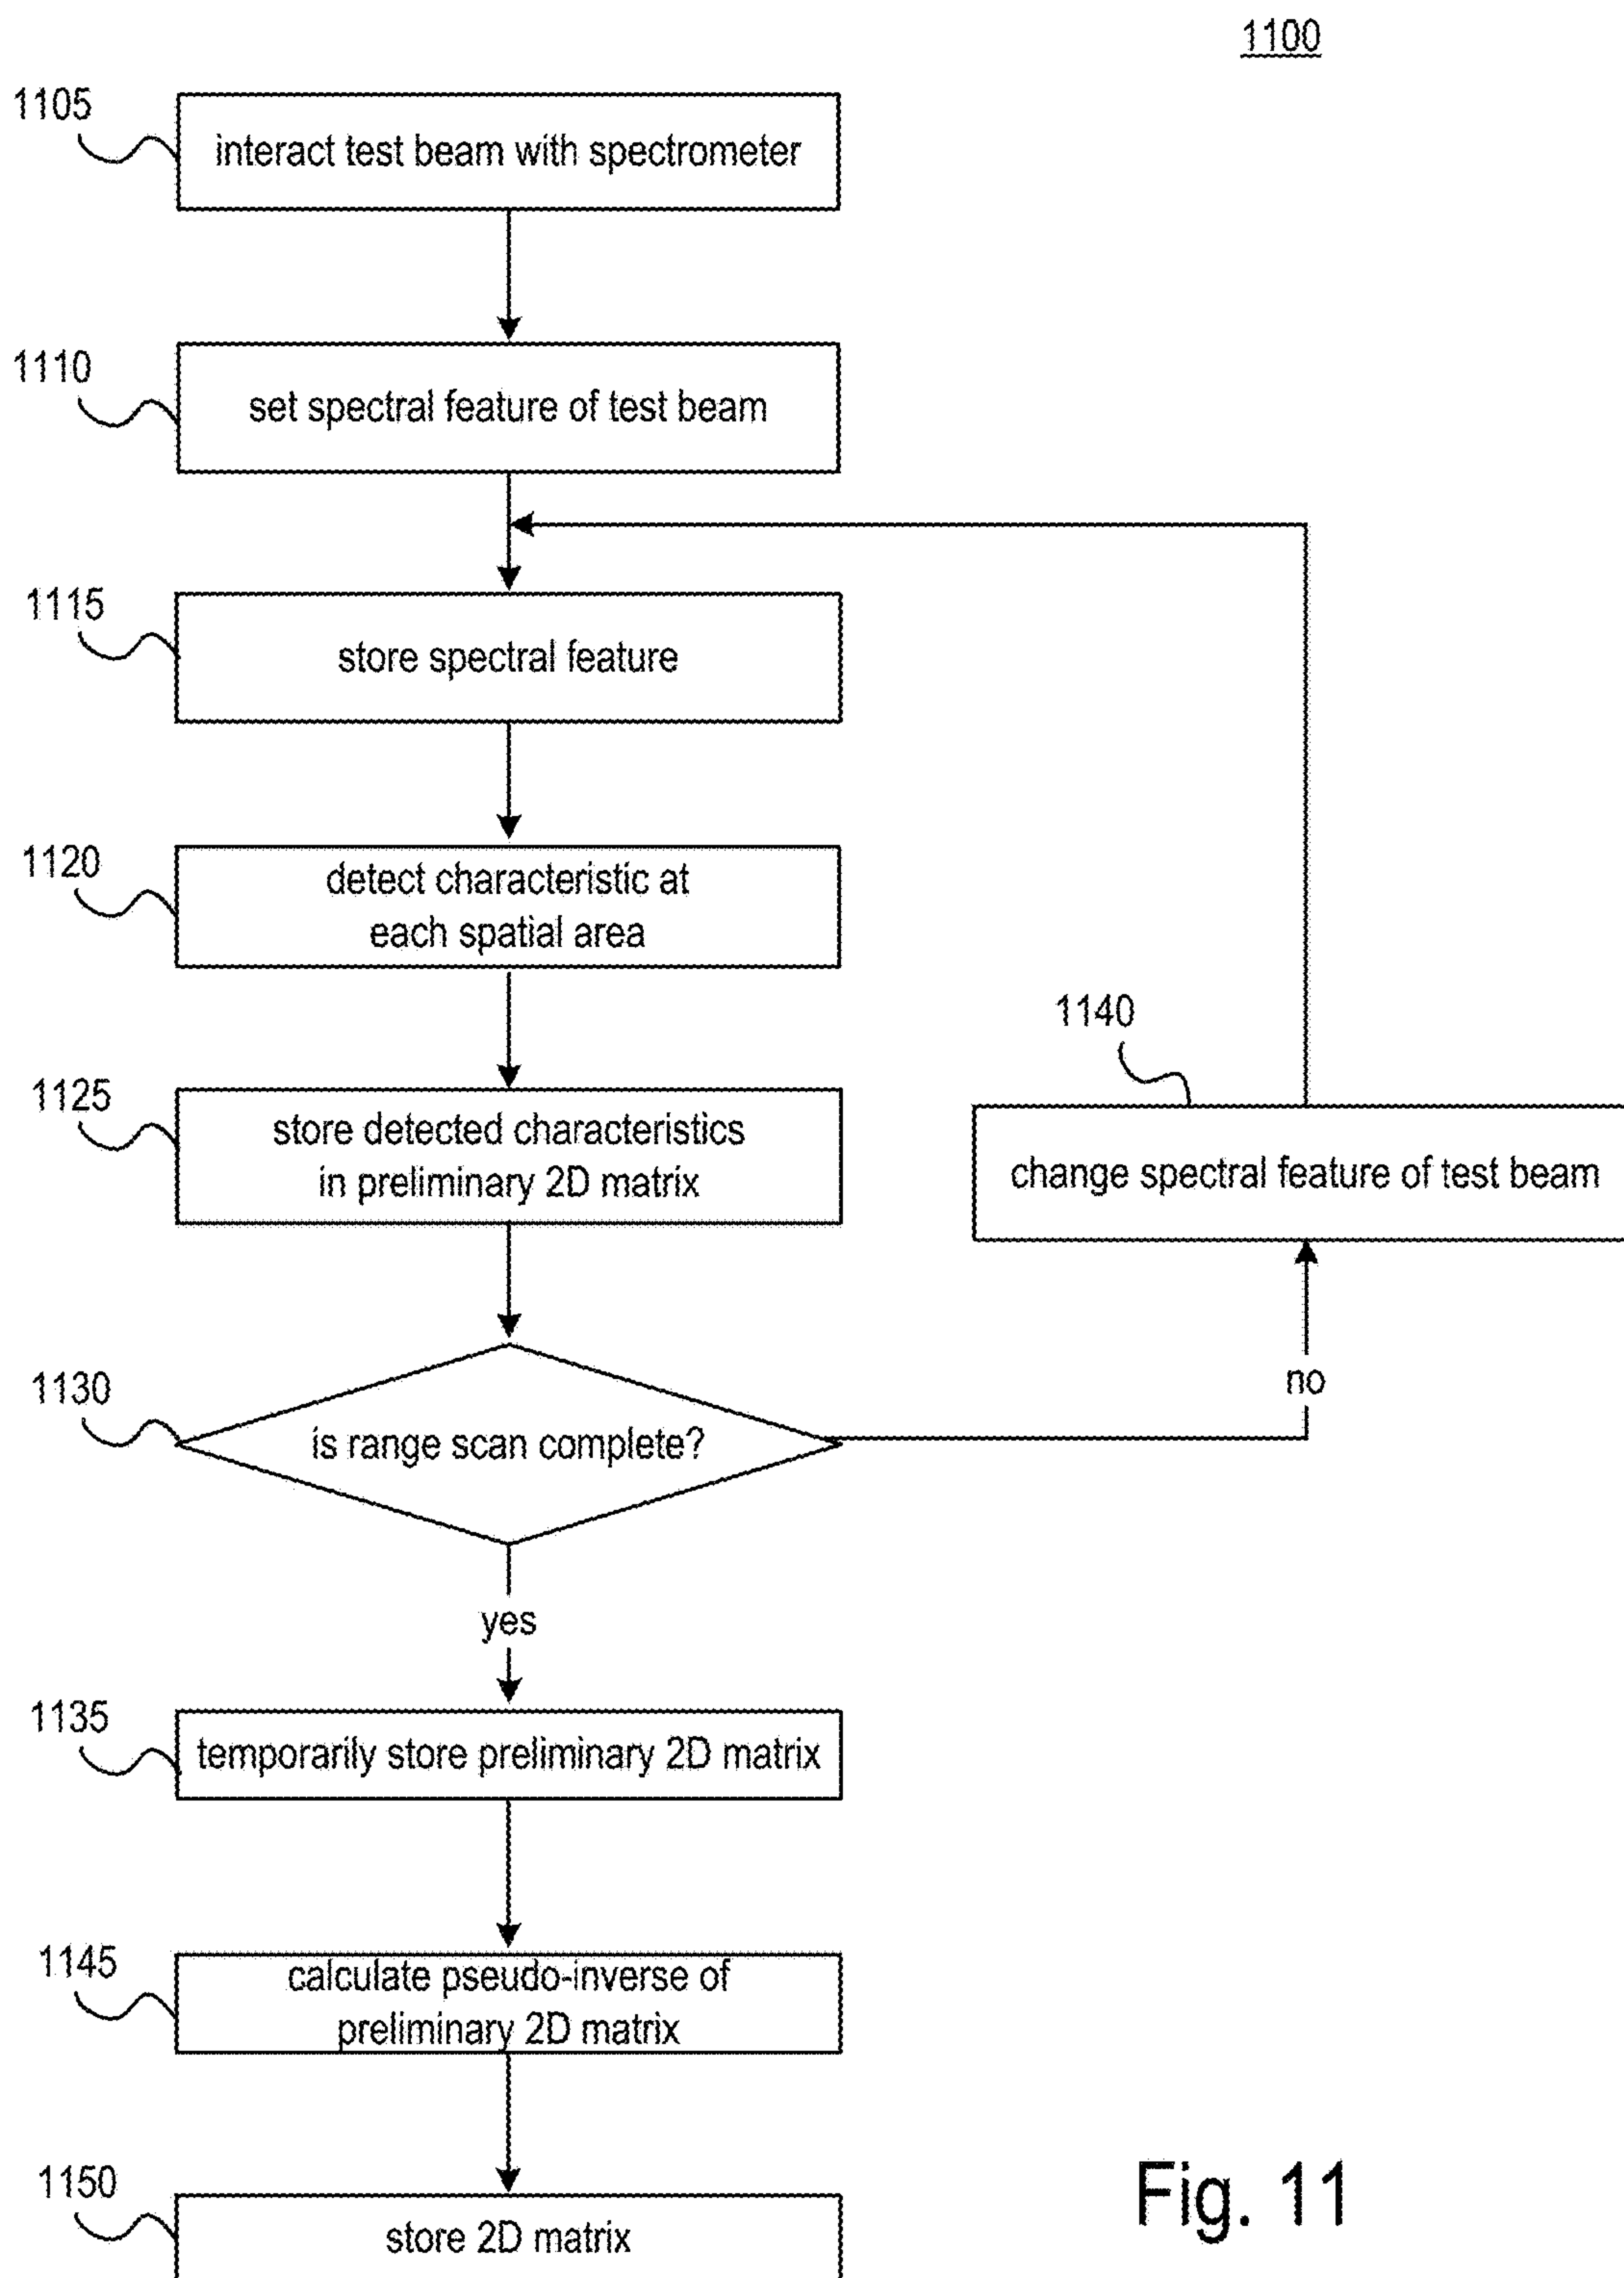 1100
1105
interact test beam with spectrometer
1110
set spectral feature of test beam
1115
store spectral feature
1120
detect characteristic at
each spatial area
1125
store detected characteristics
in preliminary 2D matrix
1140
change spectral feature of test beam
1130
is range scan complete?
no
yes
1135
temporarily store preliminary 2D matrix
1145
calculate pseudo-inverse of
preliminary 2D matrix
1150
store 2D matrix
Fig. 11